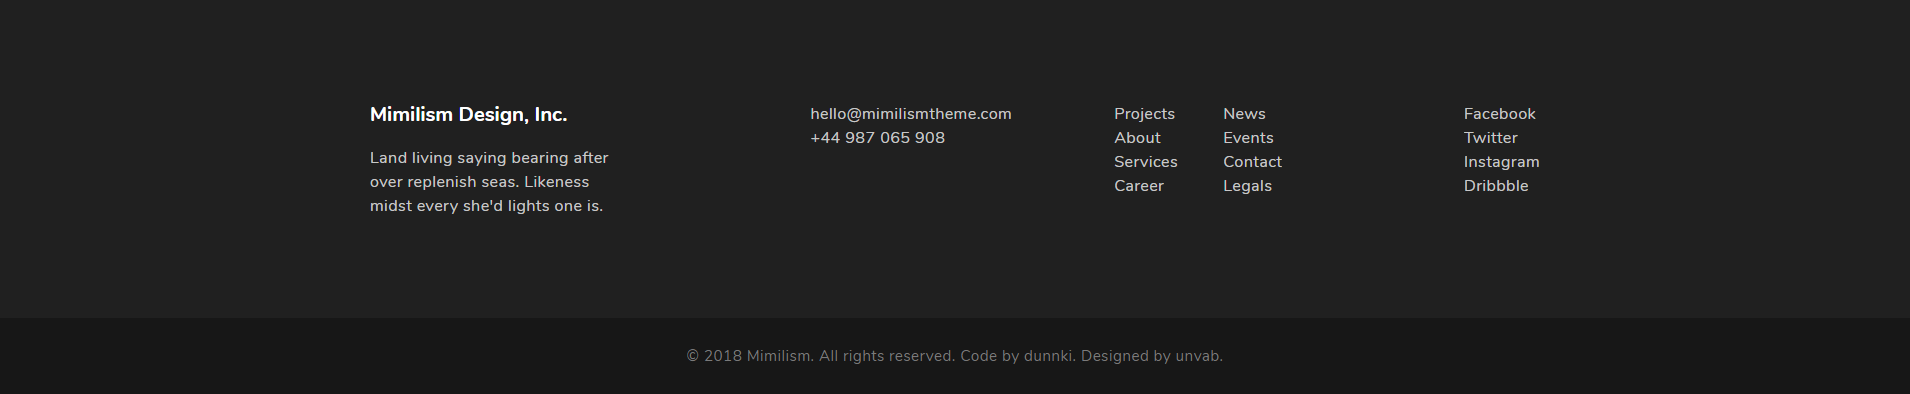 Mimilism Design, Inc.
Land living saying bearing after
over replenish seas. Likeness
midst every she'd lights one is.
hello@mimilismtheme.com
+44 987 065 908
Projects
About
Services
Career
News
Events
Contact
Legals
Facebook
Twitter
Instagram
Dribbble
© 2018 Mimilism. All rights reserved. Code by dunnki. Designed by unvab.